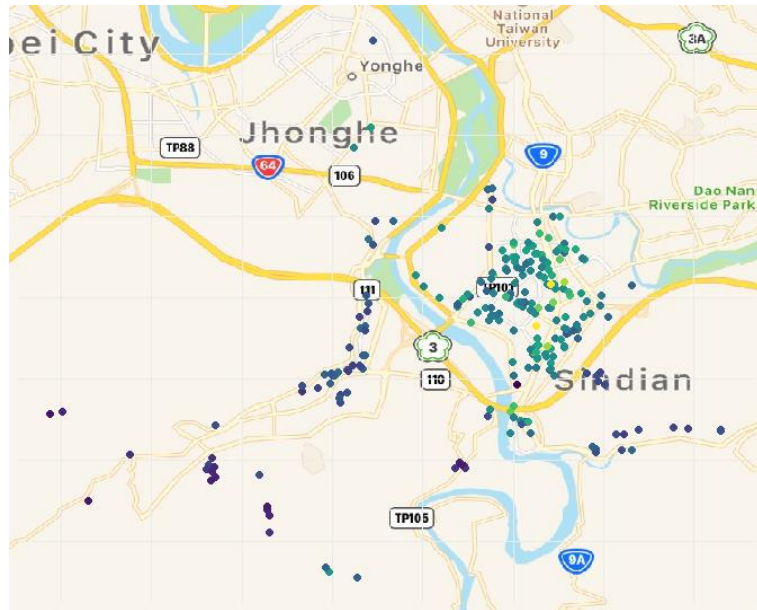 National
Taiwan
University
3A
pei City
Yonghe
Jhonghe
TP88
64
106
9
Dao Nan
Riverside Park
111
TP101
3
110
Sindian
TP105
9A